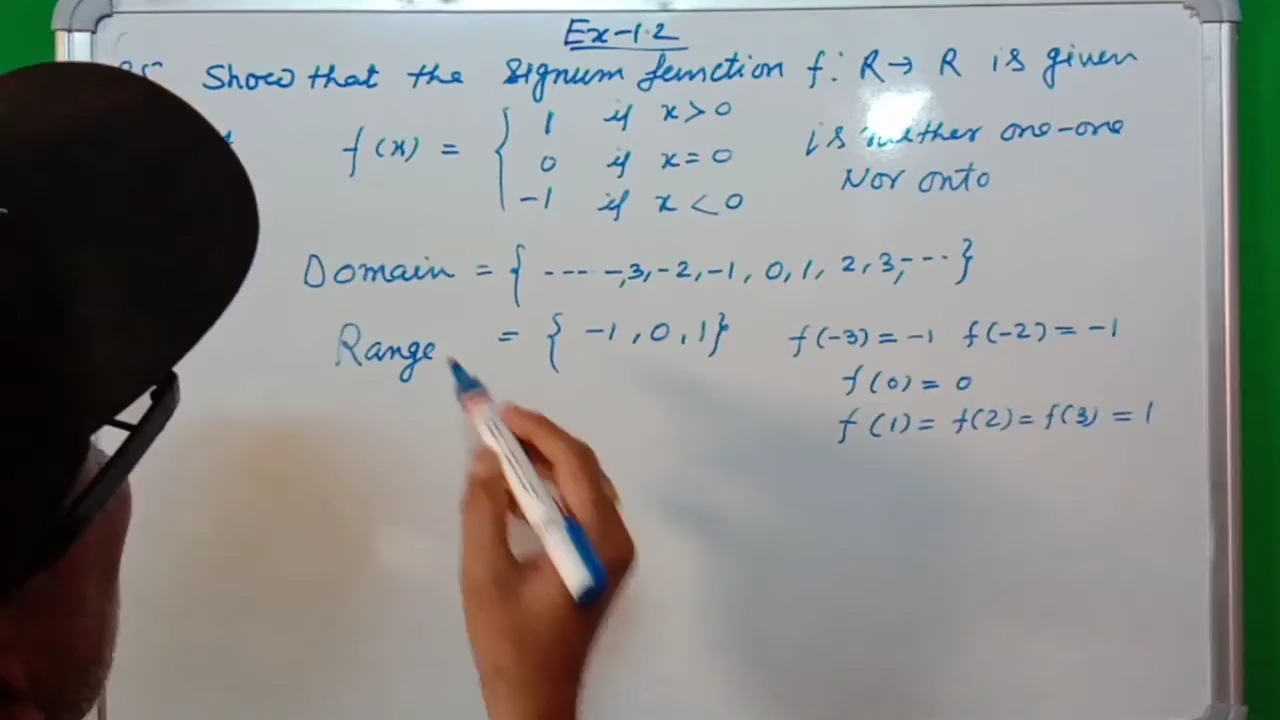 Ex-1.2
Show that the signum function f: R→ R is given
f(x) = { 1 if x>0
0 if x=0
-1 if x<0
is neither one-one
Nor onto
Domain = { ---- -,3,-2,-1, 0,1, 2,3,--- }
Range = { -1,0,1}
f(-3) = -1 f(-2) = -1
f(0) = 0
f(1) = f(2) = f(3) = 1